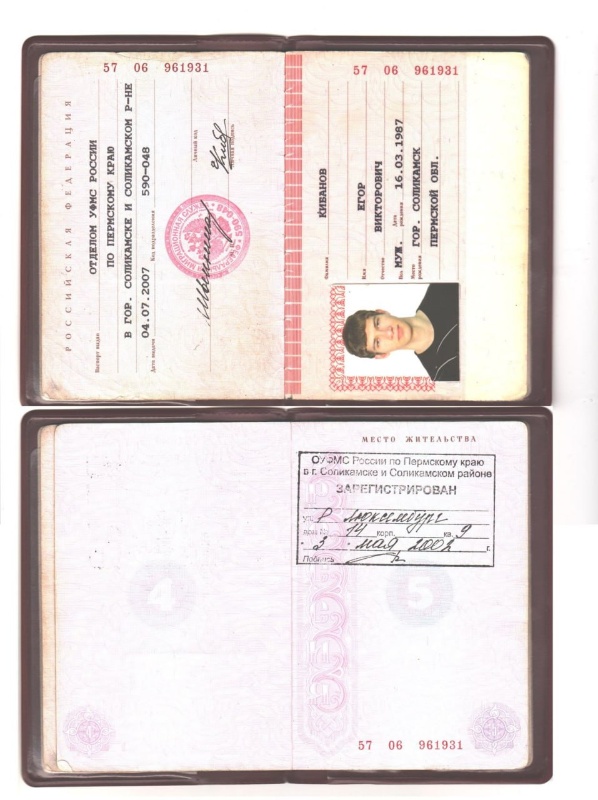 57 06 961931
РОССИЙСКАЯ ФЕДЕРАЦИЯ
Паспорт выдан
ОТДЕЛОМ УФМС РОССИИ
ПО ПЕРМСКОМУ КРАЮ
В ГОР. СОЛИКАМСКЕ И СОЛИКАМСКОМ Р-НЕ
Дата выдачи 04.07.2007 Код подразделения 590-048
Личный код
57 06 961931
Фамилия КИБАНОВ
Имя ЕГОР
Отчество ВИКТОРОВИЧ
Пол МУЖ. Дата рождения 16.03.1987
Место рождения ГОР. СОЛИКАМСК
ПЕРМСКОЙ ОБЛ.
МЕСТО ЖИТЕЛЬСТВА
ОУФМС России по Пермскому краю
в г. Соликамске и Соликамском районе
ЗАРЕГИСТРИРОВАН
ул. Р. Люксембург
дом № 14 корп. кв. 9
3 мая 2002 г.
4
5
57 06 961931